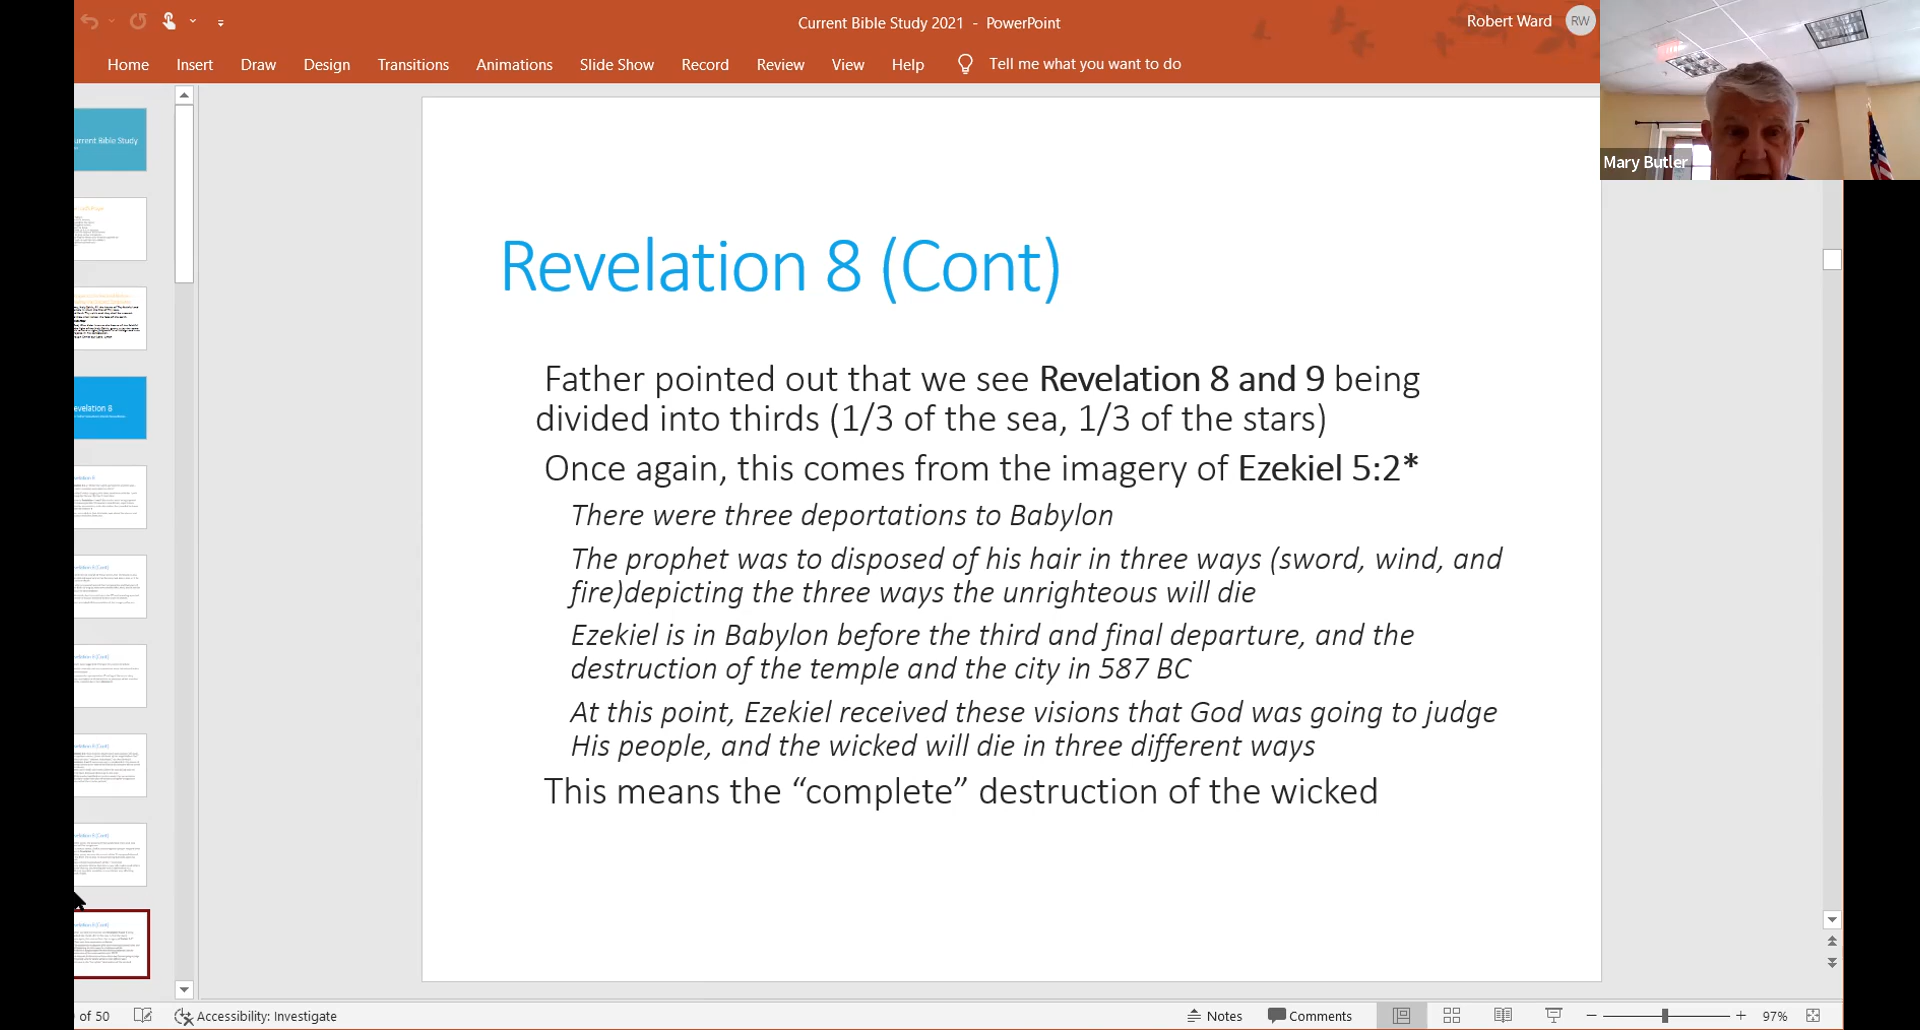 Current Bible Study 2021 - PowerPoint
Robert Ward
RW
Home Insert Draw Design Transitions Animations Slide Show Record Review View Help Tell me what you want to do
Mary Butler
urrent Bible Study
evelation 8
Revelation 8 (Cont)
Father pointed out that we see Revelation 8 and 9 being
divided into thirds (1/3 of the sea, 1/3 of the stars)
Once again, this comes from the imagery of Ezekiel 5:2*
There were three deportations to Babylon
The prophet was to disposed of his hair in three ways (sword, wind, and
fire)depicting the three ways the unrighteous will die
Ezekiel is in Babylon before the third and final departure, and the
destruction of the temple and the city in 587 BC
At this point, Ezekiel received these visions that God was going to judge
His people, and the wicked will die in three different ways
This means the “complete” destruction of the wicked
of 50
Accessibility: Investigate
Notes
Comments
97%